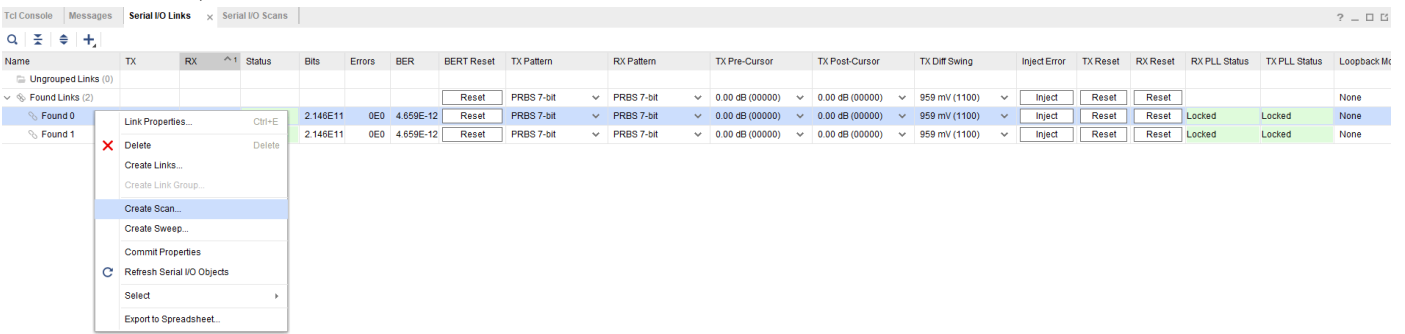 Tcl Console Messages Serial I/O Links × Serial I/O Scans ? _
Name TX RX ^1 Status Bits Errors BER BERT Reset TX Pattern RX Pattern TX Pre-Cursor TX Post-Cursor TX Diff Swing Inject Error TX Reset RX Reset RX PLL Status TX PLL Status Loopback Mo
Ungrouped Links (0)
Found Links (2) Reset PRBS 7-bit PRBS 7-bit 0.00 dB (00000) 0.00 dB (00000) 959 mV (1100) Inject Reset Reset None
Found 0 2.146E11 0E0 4.659E-12 Reset PRBS 7-bit PRBS 7-bit 0.00 dB (00000) 0.00 dB (00000) 959 mV (1100) Inject Reset Reset Locked Locked None
Found 1 2.146E11 0E0 4.659E-12 Reset PRBS 7-bit PRBS 7-bit 0.00 dB (00000) 0.00 dB (00000) 959 mV (1100) Inject Reset Reset Locked Locked None
Link Properties... Ctrl+E
Delete Delete
Create Links...
Create Link Group...
Create Scan...
Create Sweep...
Commit Properties
Refresh Serial I/O Objects
Select
Export to Spreadsheet...